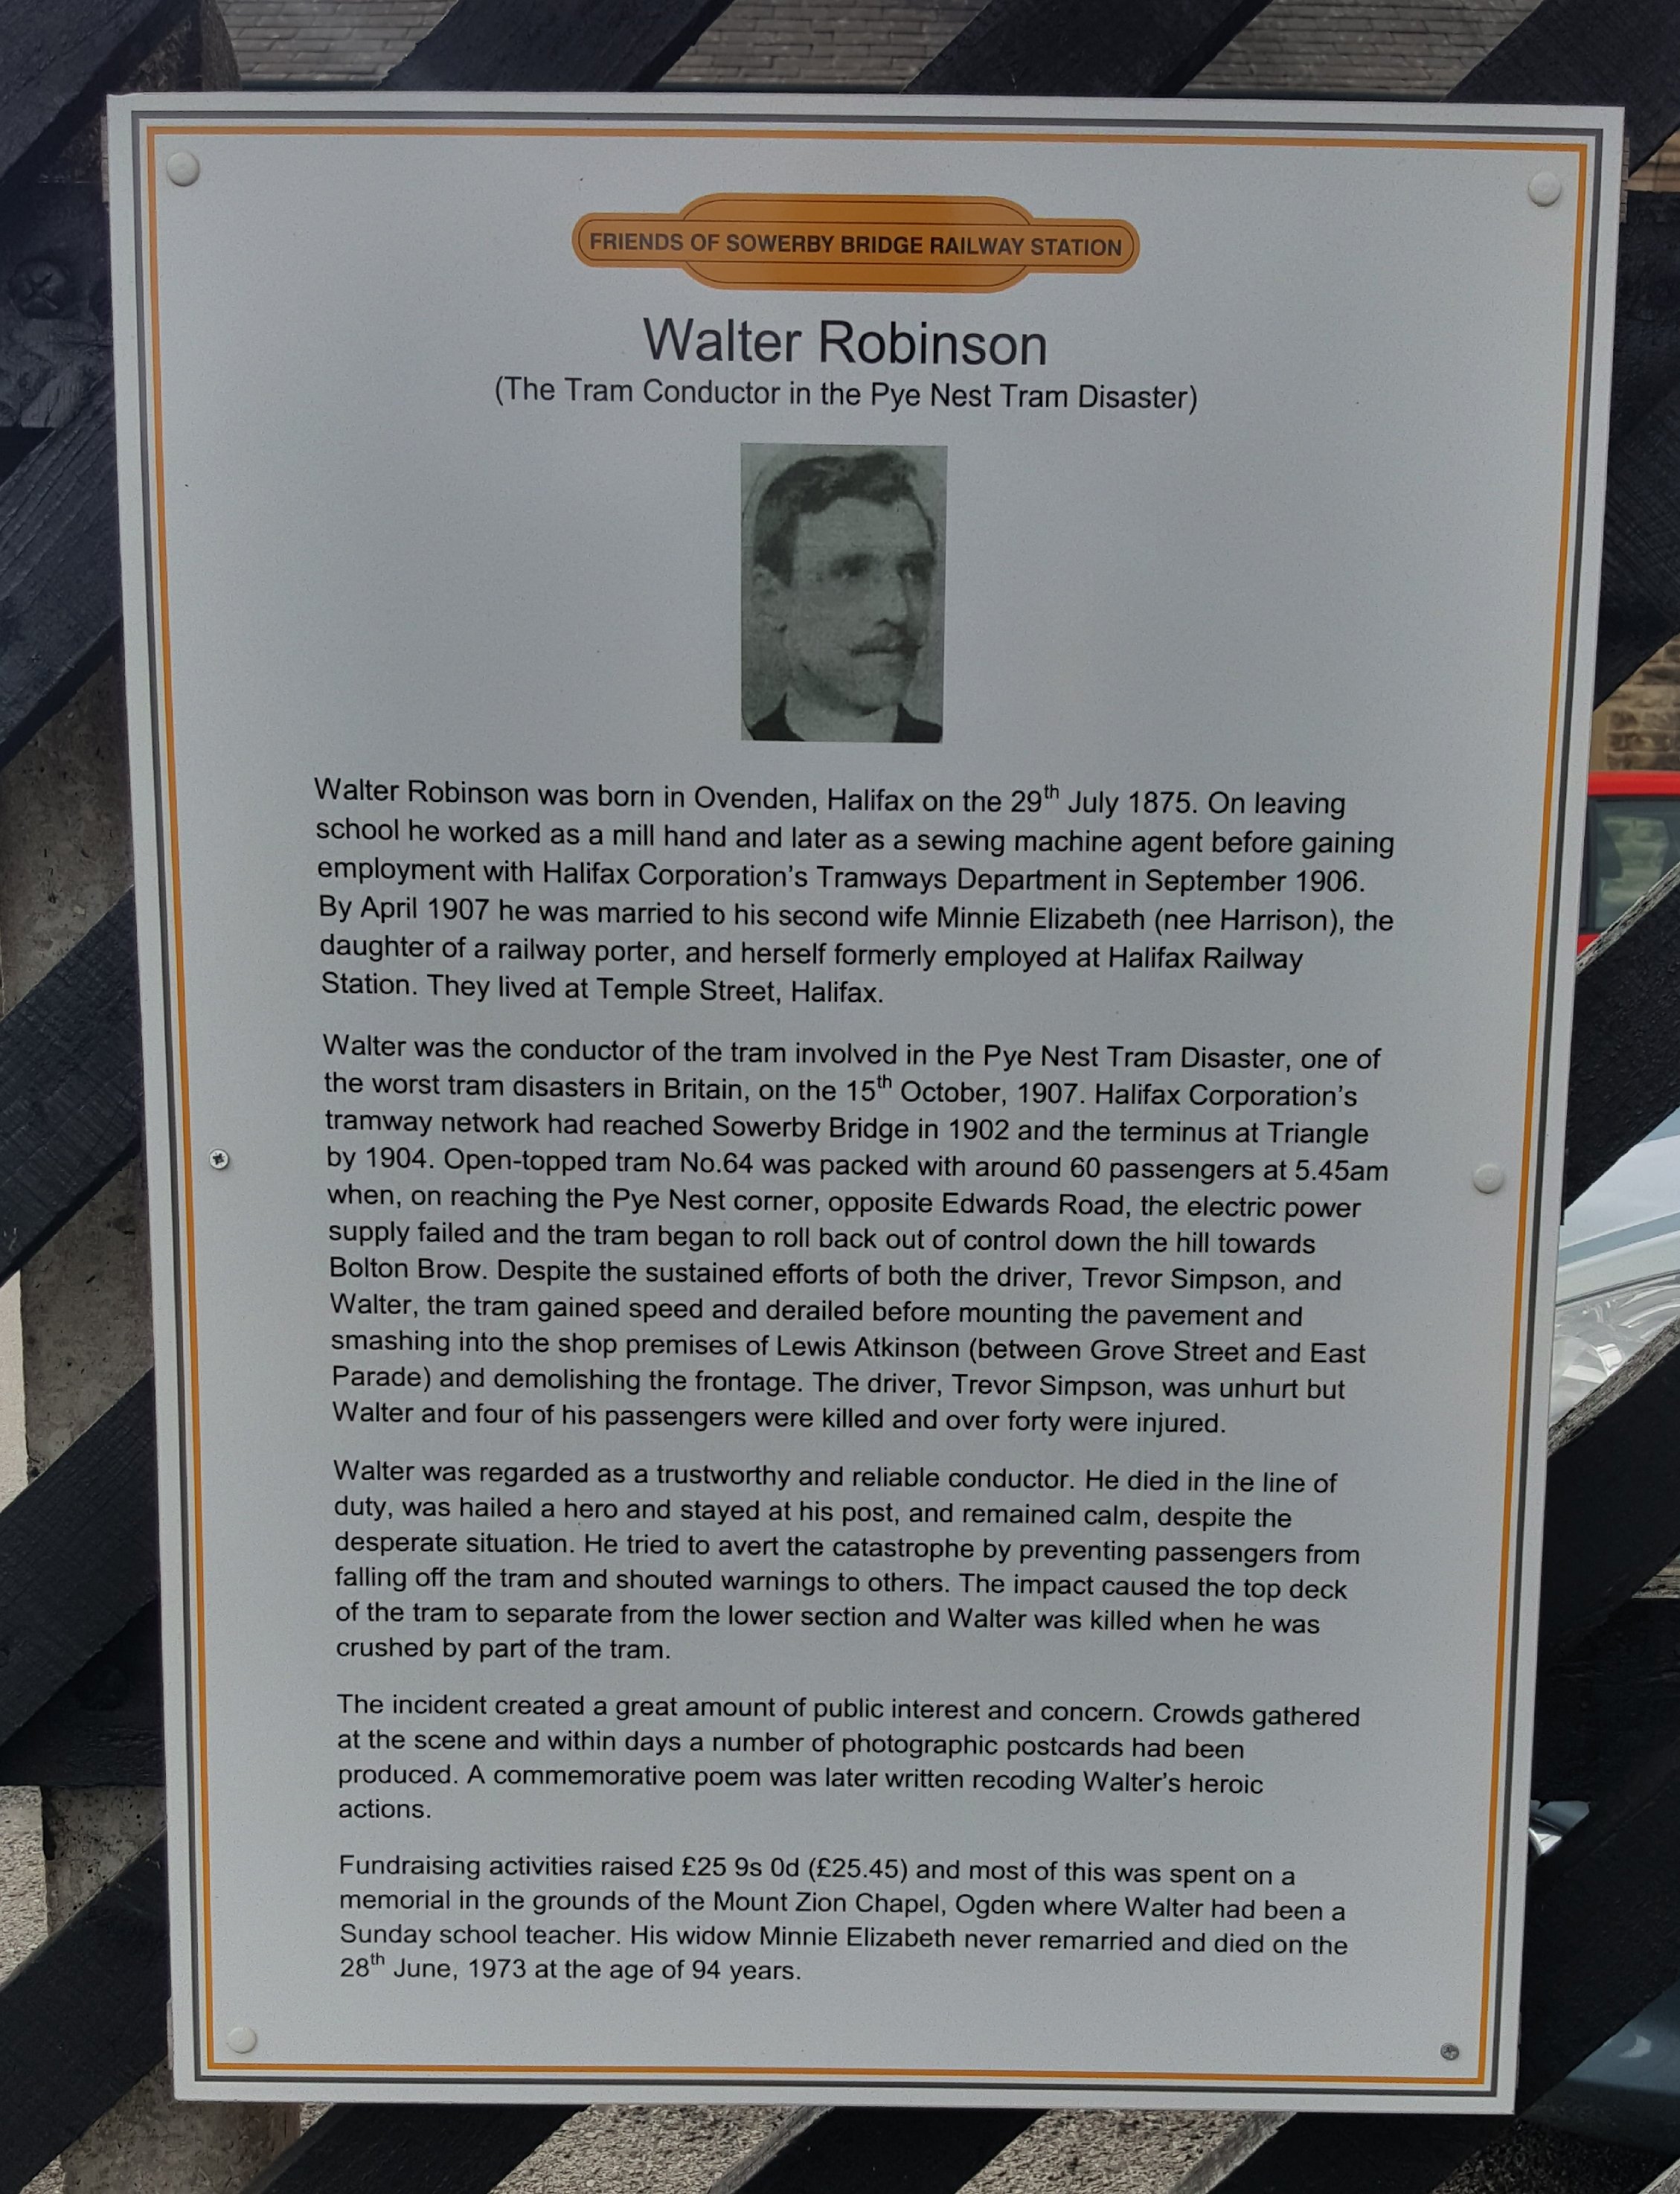 FRIENDS OF SOWERBY BRIDGE RAILWAY STATION
Walter Robinson
(The Tram Conductor in the Pye Nest Tram Disaster)
Walter Robinson was born in Ovenden, Halifax on the 29th July 1875. On leaving
school he worked as a mill hand and later as a sewing machine agent before gaining
employment with Halifax Corporation's Tramways Department in September 1906.
By April 1907 he was married to his second wife Minnie Elizabeth (nee Harrison), the
daughter of a railway porter, and herself formerly employed at Halifax Railway
Station. They lived at Temple Street, Halifax.
Walter was the conductor of the tram involved in the Pye Nest Tram Disaster, one of
the worst tram disasters in Britain, on the 15th October, 1907. Halifax Corporation's
tramway network had reached Sowerby Bridge in 1902 and the terminus at Triangle
by 1904. Open-topped tram No.64 was packed with around 60 passengers at 5.45am
when, on reaching the Pye Nest corner, opposite Edwards Road, the electric power
supply failed and the tram began to roll back out of control down the hill towards
Bolton Brow. Despite the sustained efforts of both the driver, Trevor Simpson, and
Walter, the tram gained speed and derailed before mounting the pavement and
smashing into the shop premises of Lewis Atkinson (between Grove Street and East
Parade) and demolishing the frontage. The driver, Trevor Simpson, was unhurt but
Walter and four of his passengers were killed and over forty were injured.
Walter was regarded as a trustworthy and reliable conductor. He died in the line of
duty, was hailed a hero and stayed at his post, and remained calm, despite the
desperate situation. He tried to avert the catastrophe by preventing passengers from
falling off the tram and shouted warnings to others. The impact caused the top deck
of the tram to separate from the lower section and Walter was killed when he was
crushed by part of the tram.
The incident created a great amount of public interest and concern. Crowds gathered
at the scene and within days a number of photographic postcards had been
produced. A commemorative poem was later written recoding Walter's heroic
actions.
Fundraising activities raised £25 9s 0d (£25.45) and most of this was spent on a
memorial in the grounds of the Mount Zion Chapel, Ogden where Walter had been a
Sunday school teacher. His widow Minnie Elizabeth never remarried and died on the
28th June, 1973 at the age of 94 years.